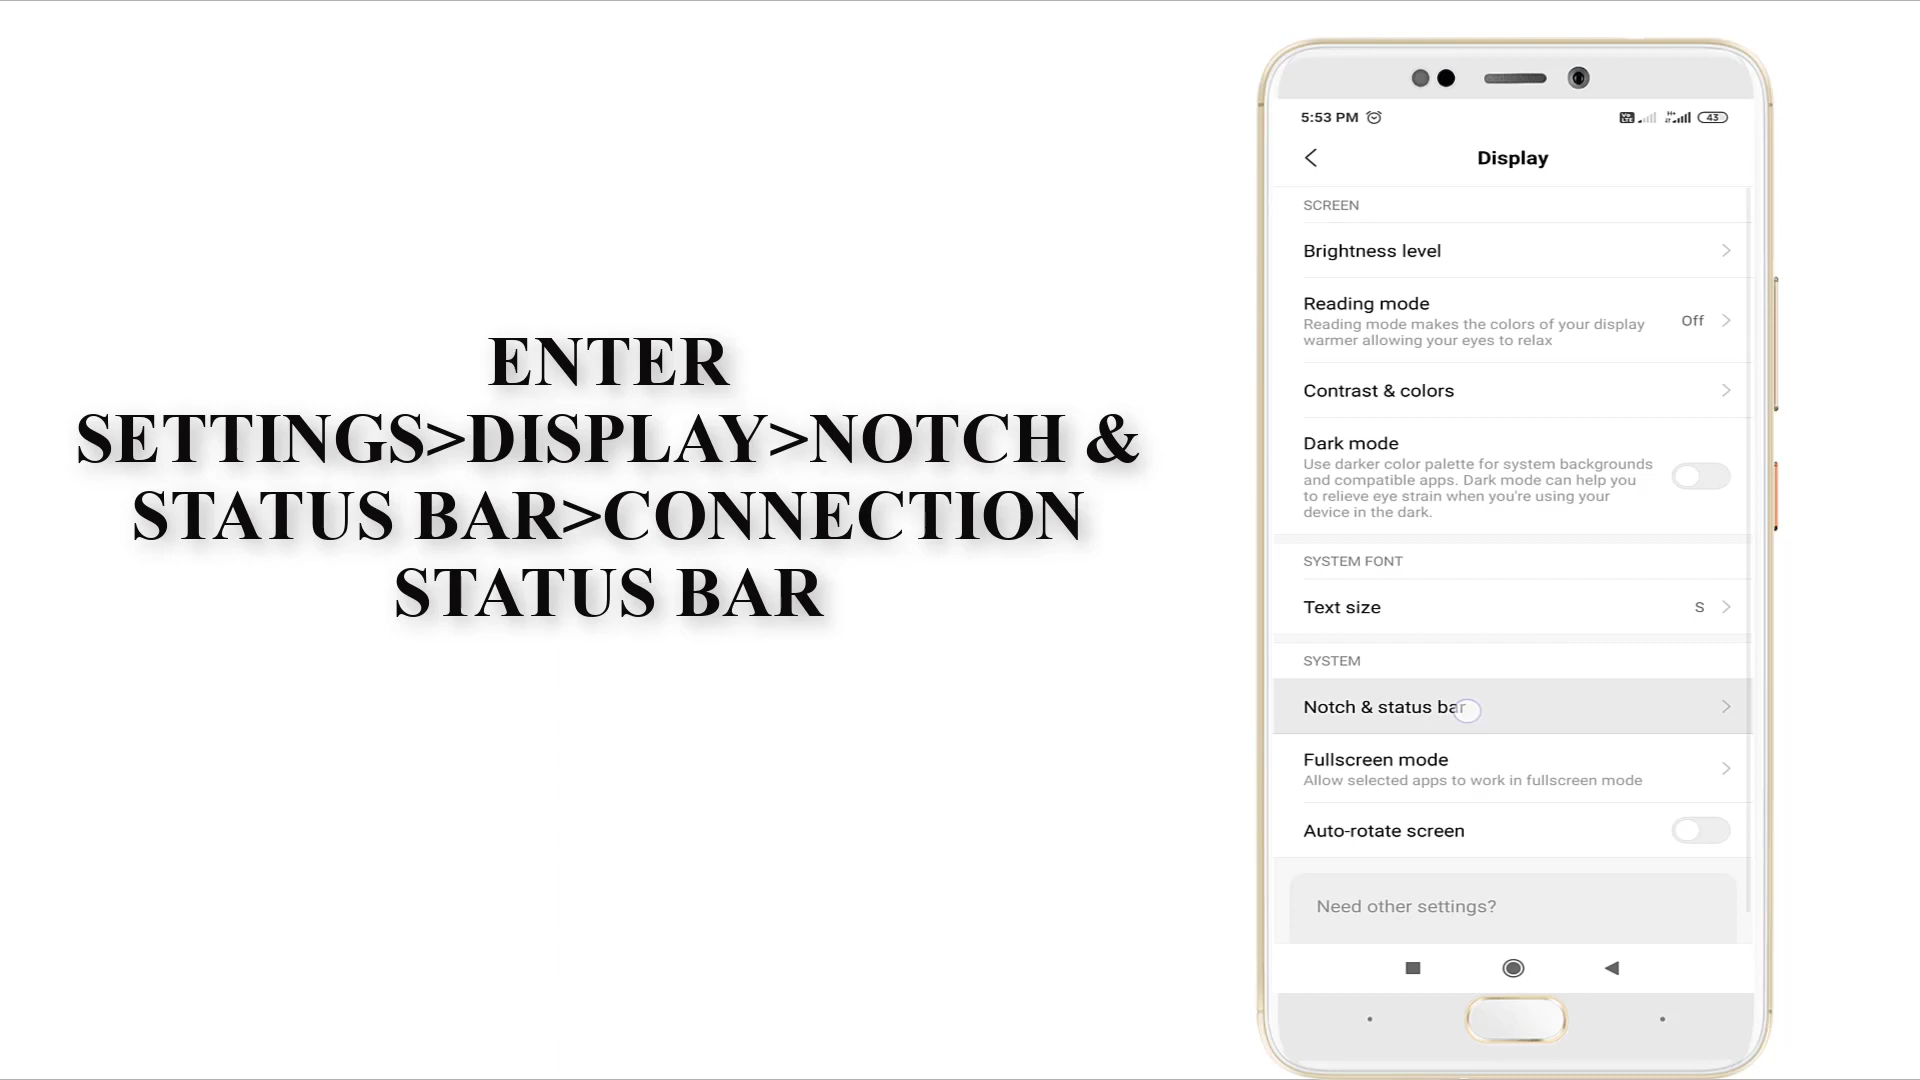 ENTER
SETTINGS>DISPLAY>NOTCH &
STATUS BAR>CONNECTION
STATUS BAR
5:53 PM
43
Display
SCREEN
Brightness level
Reading mode
Reading mode makes the colors of your display
warmer allowing your eyes to relax
Off
Contrast & colors
Dark mode
Use darker color palette for system backgrounds
and compatible apps. Dark mode can help you
to relieve eye strain when you're using your
device in the dark.
SYSTEM FONT
Text size
S
SYSTEM
Notch & status bar
Fullscreen mode
Allow selected apps to work in fullscreen mode
Auto-rotate screen
Need other settings?